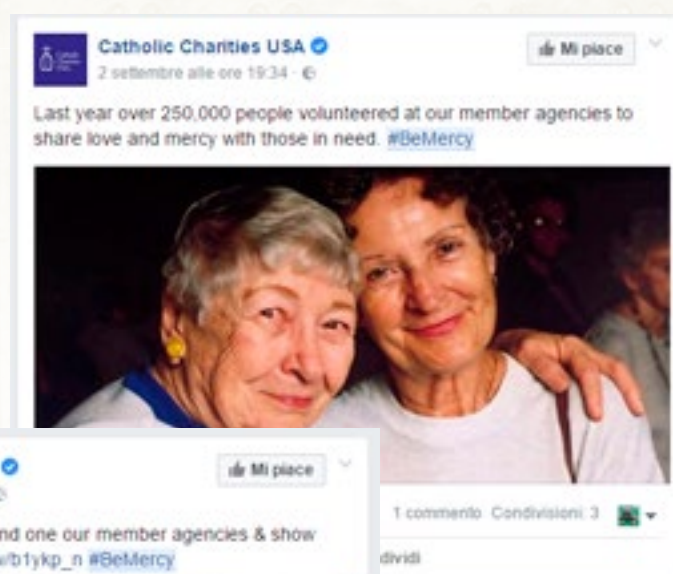 Catholic Charities USA
Mi piace
2 settembre alle ore 19:34 ·
Last year over 250,000 people volunteered at our member agencies to
share love and mercy with those in need. #BeMercy
1 commento Condivisioni: 3
Mi piace
nd one our member agencies & show
/b1ykp_n #BeMercy
dividi